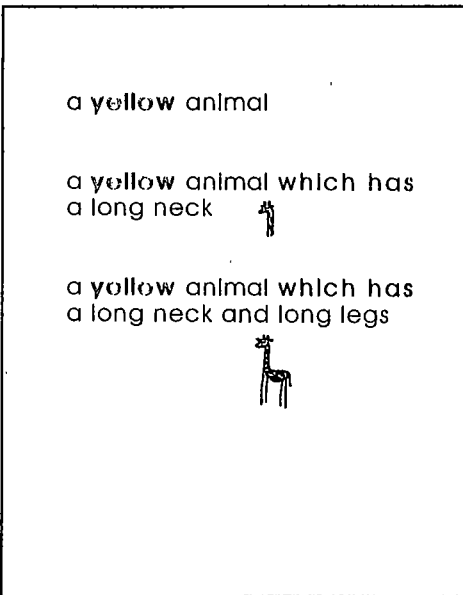 a yellow animal
a yellow animal which has
a long neck
a yellow animal which has
a long neck and long legs